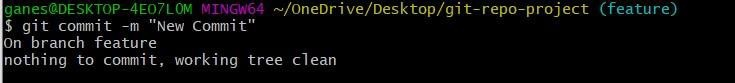 ganes@DESKTOP-4EO7LOM MINGW64 ~/OneDrive/Desktop/git-repo-project (feature)
$ git commit -m "New Commit"
On branch feature
nothing to commit, working tree clean